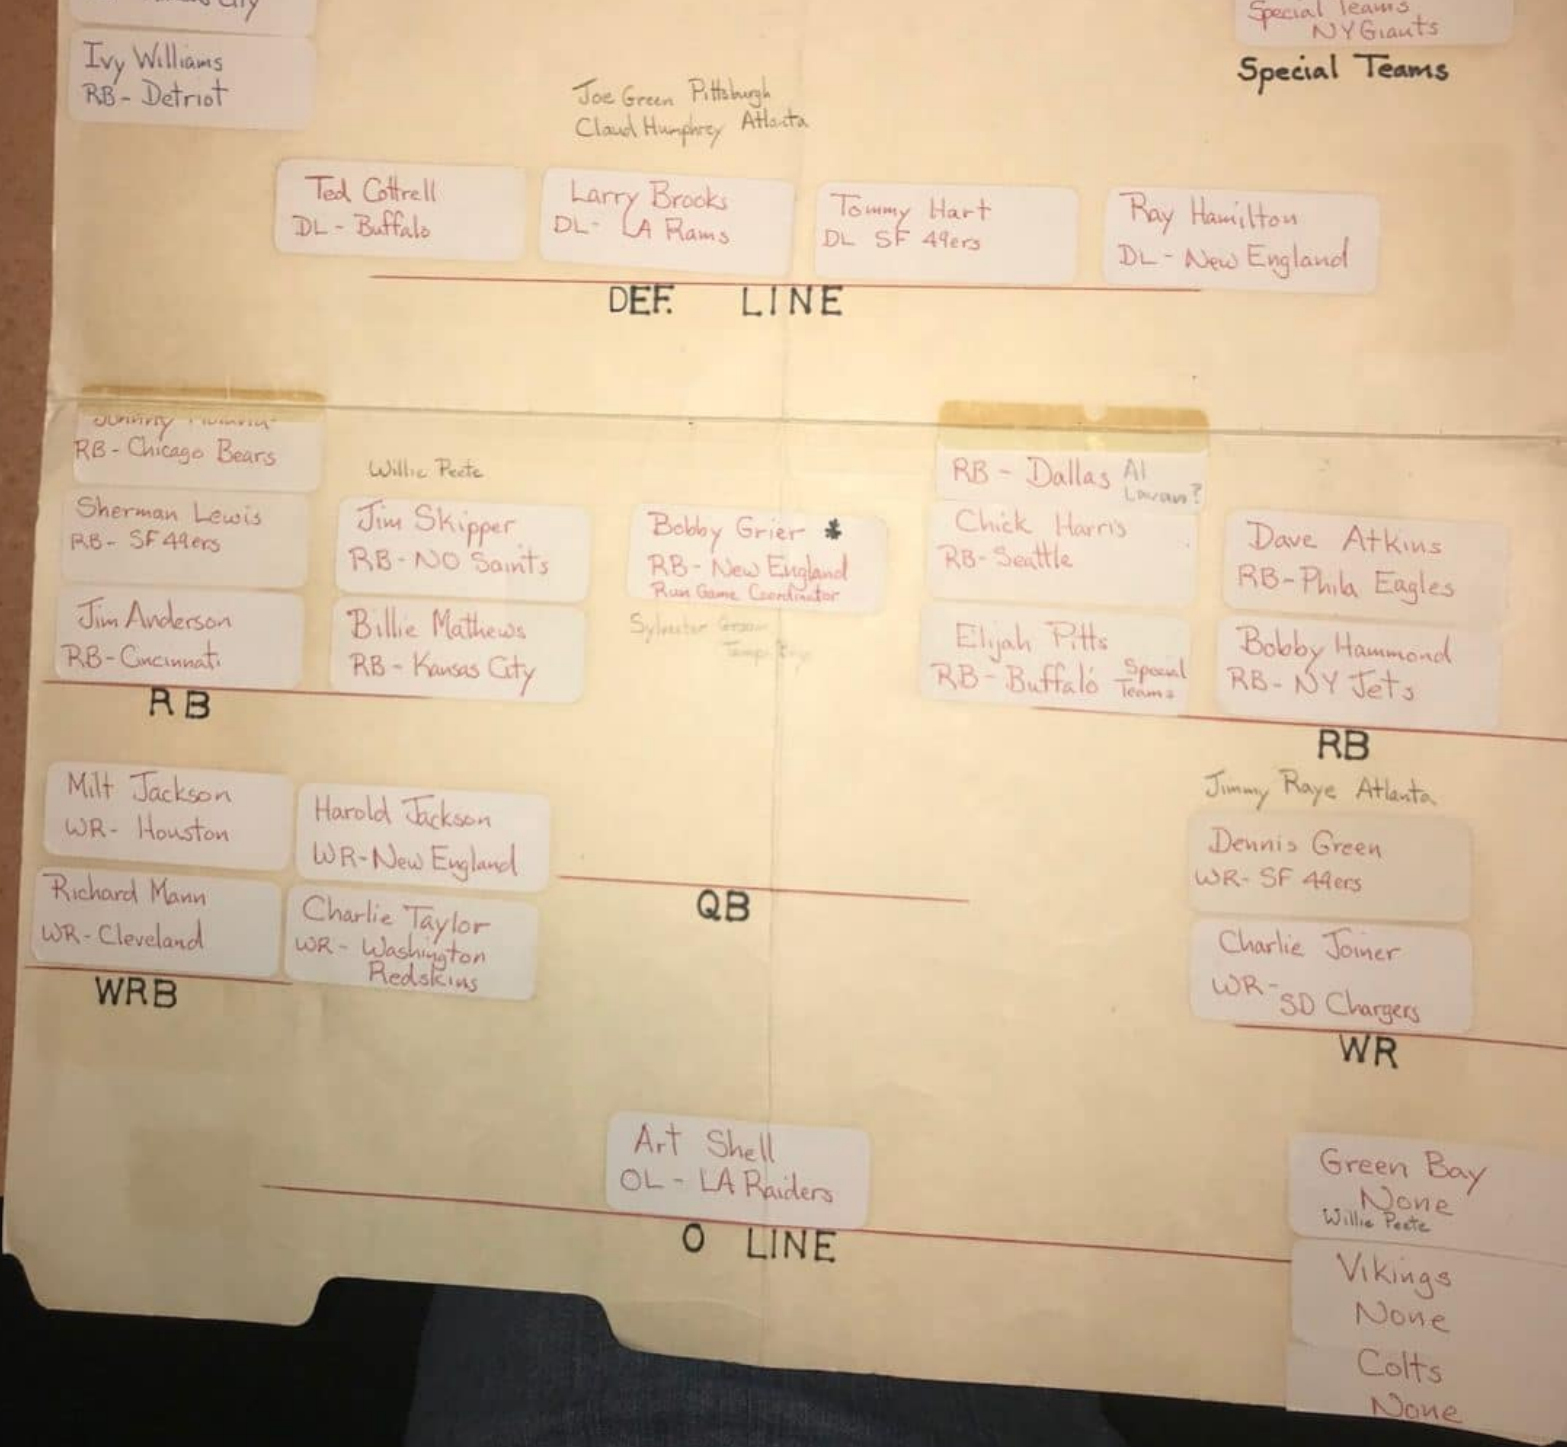 Ivy Williams
RB - Detriot
Special Teams
NYGiants
Special Teams
Joe Green Pittsburgh
Claud Humphrey Atlanta
Ted Cottrell
DL - Buffalo
Larry Brooks
DL - LA Rams
Tommy Hart
DL SF 49ers
Ray Hamilton
DL - New England
DEF. LINE
Johnny
RB - Chicago Bears
Sherman Lewis
RB - SF 49ers
Jim Anderson
RB - Cincinnati
RB
Willie Peete
Jim Skipper
RB - NO Saints
Billie Mathews
RB - Kansas City
Bobby Grier *
RB - New England
Run Game Coordinator
Sylvester
RB - Dallas Al
Lavan?
Chick Harris
RB - Seattle
Elijah Pitts
RB - Buffalo Special
Teams
Dave Atkins
RB - Phila Eagles
Bobby Hammond
RB - NY Jets
RB
Milt Jackson
WR - Houston
Richard Mann
WR - Cleveland
WRB
Harold Jackson
WR - New England
Charlie Taylor
WR - Washington
Redskins
QB
Jimmy Raye Atlanta
Dennis Green
WR - SF 49ers
Charlie Joiner
WR -
SD Chargers
WR
Art Shell
OL - LA Raiders
O LINE
Green Bay
None
Willie Peete
Vikings
None
Colts
None